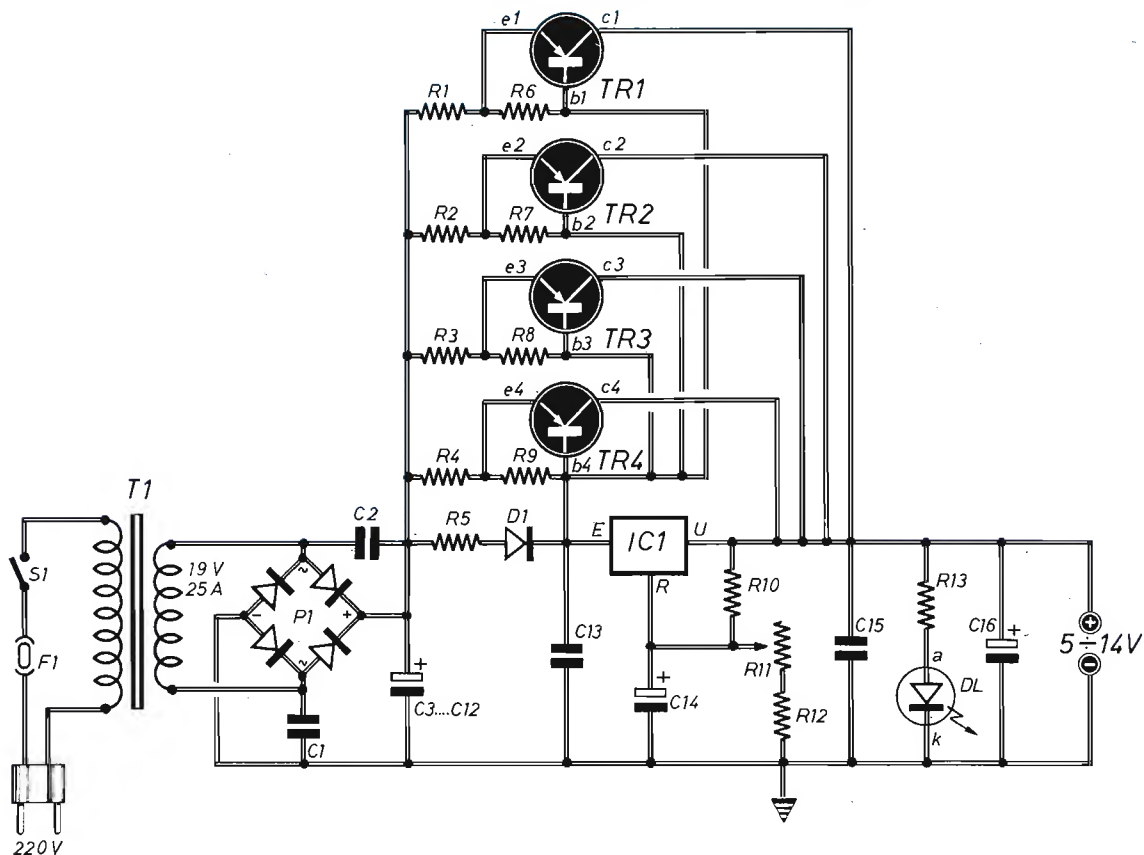 e1 c1
R1 R6 b1 TR1
e2 c2
R2 R7 b2 TR2
e3 c3
R3 R8 b3 TR3
e4 c4
R4 R9 b4 TR4
T1
C2 R5 D1 E IC1 U
R
S1
F1
19 V
25 A
~
- P1 +
~
C1
+
C3....C12
C13
R10
+
C14
R11
R12
C15
R13
a
DL
k
C16 +
+
5÷14V
-
220 V